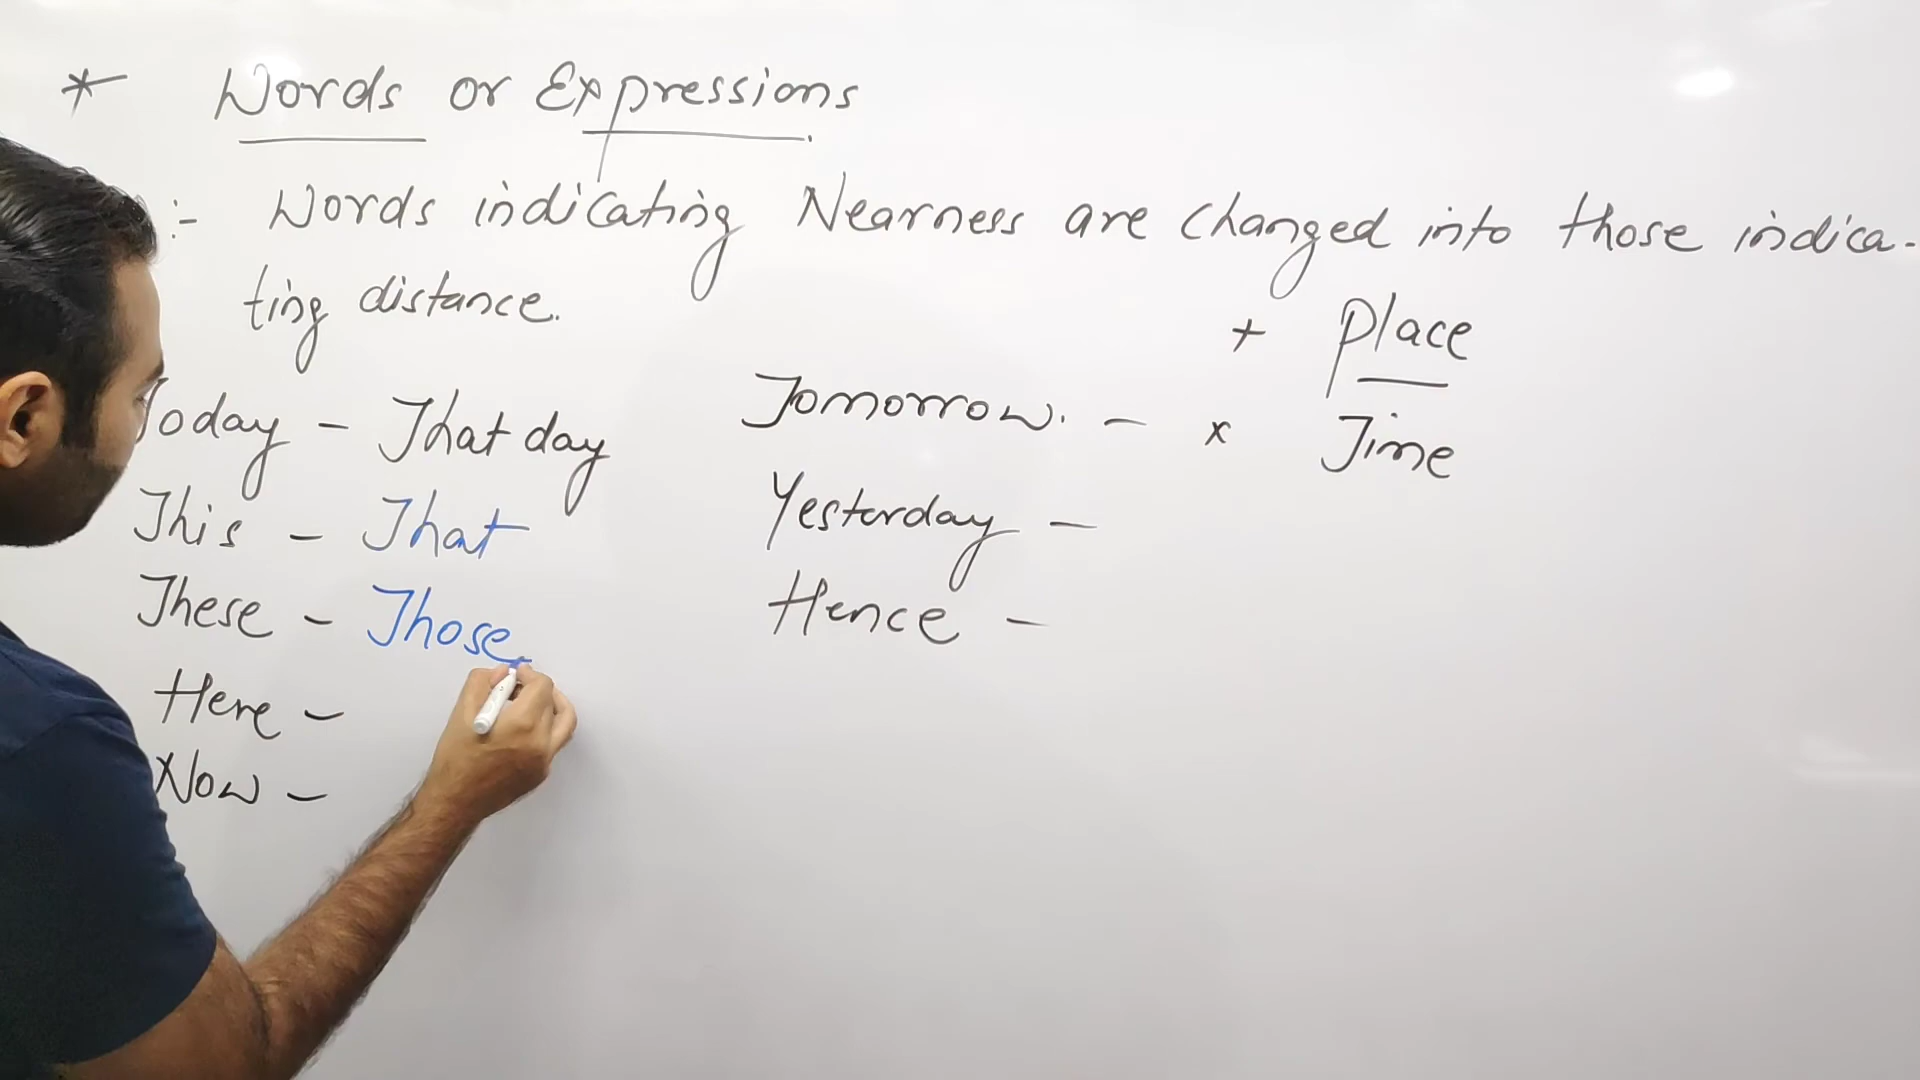 * Words or Expressions
:- Words indicating Nearness are changed into those indica-
ting distance.
+ Place
x Time
Today - That day
This - That
These - Those
Here -
Now -
Tomorrow. -
Yesterday -
Hence -